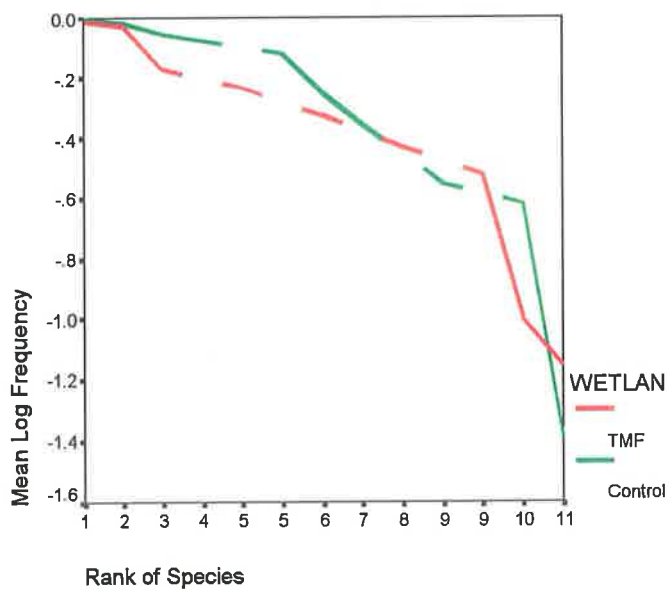 0.0
-.2
-.4
-.6
-.8
-1.0
-1.2
-1.4
-1.6
Mean Log Frequency
1 2 3 4 5 5 6 7 8 9 9 10 11
Rank of Species
WETLAN
TMF
Control